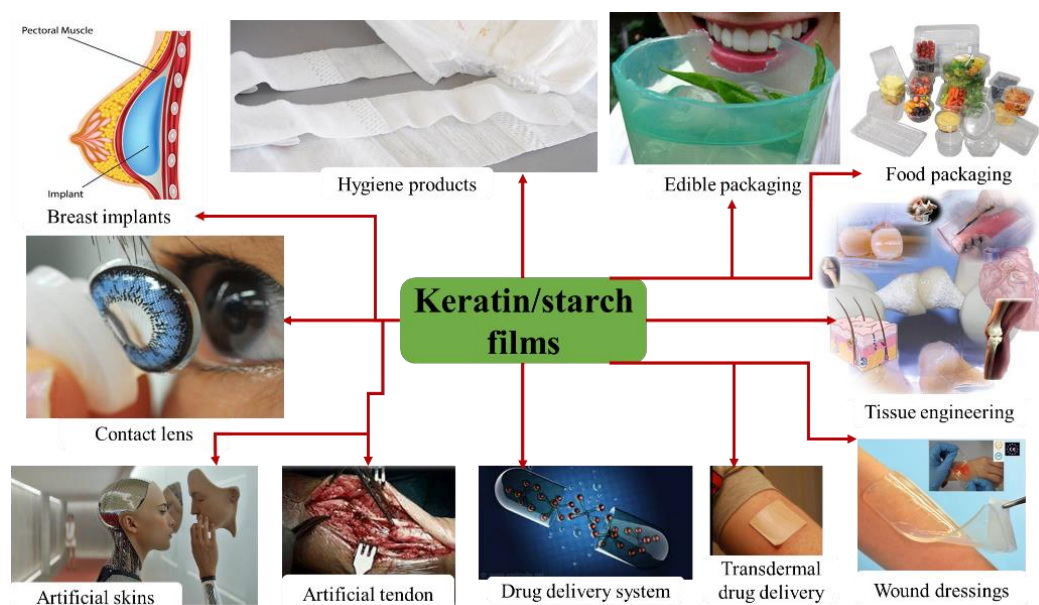 Pectoral Muscle
Implant
Breast implants
Hygiene products
Edible packaging
Food packaging
Keratin/starch
films
Contact lens
Tissue engineering
Artificial skins
Artificial tendon
Drug delivery system
Transdermal
drug delivery
Wound dressings